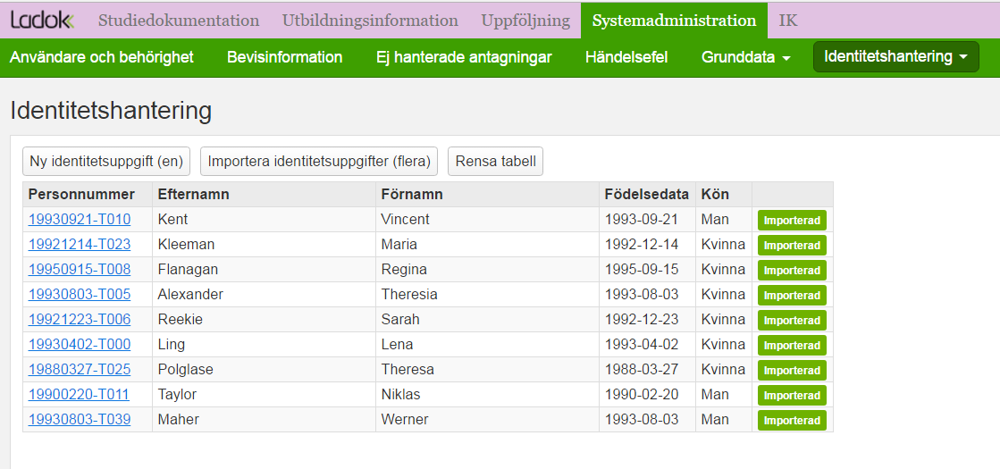 Ladok Studiedokumentation Utbildningsinformation Uppföljning Systemadministration IK
Användare och behörighet Bevisinformation Ej hanterade antagningar Händelsefel Grunddata Identitetshantering
Identitetshantering
Ny identitetsuppgift (en) Importera identitetsuppgifter (flera) Rensa tabell
Personnummer Efternamn Förnamn Födelsedata Kön
19930921-T010 Kent Vincent 1993-09-21 Man Importerad
19921214-T023 Kleeman Maria 1992-12-14 Kvinna Importerad
19950915-T008 Flanagan Regina 1995-09-15 Kvinna Importerad
19930803-T005 Alexander Theresia 1993-08-03 Kvinna Importerad
19921223-T006 Reekie Sarah 1992-12-23 Kvinna Importerad
19930402-T000 Ling Lena 1993-04-02 Kvinna Importerad
19880327-T025 Polglase Theresa 1988-03-27 Kvinna Importerad
19900220-T011 Taylor Niklas 1990-02-20 Man Importerad
19930803-T039 Maher Werner 1993-08-03 Man Importerad